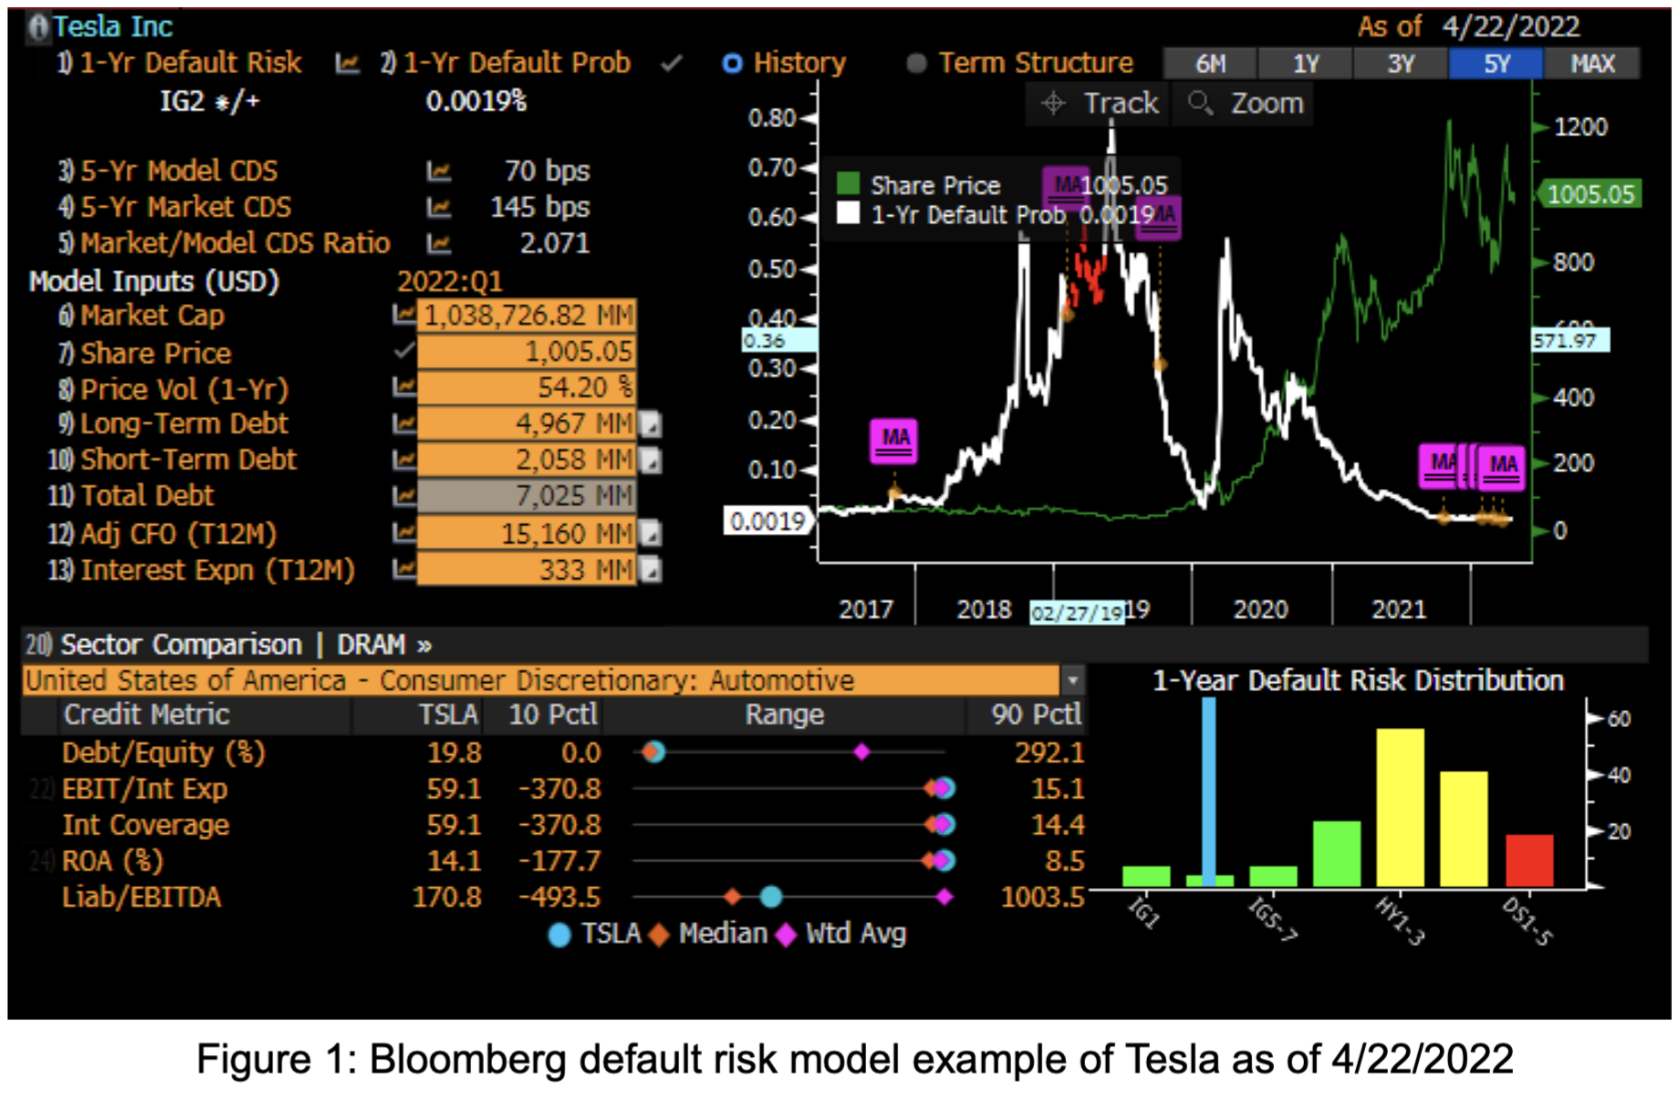 Tesla Inc
As of 4/22/2022
1) 1-Yr Default Risk 2) 1-Yr Default Prob History Term Structure 6M 1Y 3Y 5Y MAX
IG2 */+ 0.0019%
Track Zoom
3) 5-Yr Model CDS 70 bps
4) 5-Yr Market CDS 145 bps
5) Market/Model CDS Ratio 2.071
Model Inputs (USD) 2022:Q1
6) Market Cap 1,038,726.82 MM
7) Share Price 1,005.05
8) Price Vol (1-Yr) 54.20 %
9) Long-Term Debt 4,967 MM
10) Short-Term Debt 2,058 MM
11) Total Debt 7,025 MM
12) Adj CFO (T12M) 15,160 MM
13) Interest Expn (T12M) 333 MM
Share Price 1005.05
1-Yr Default Prob 0.0019
MA
MA
MA
MA
MA
0.80
0.70
0.60
0.50
0.40
0.36
0.30
0.20
0.10
0.0019
1200
1005.05
800
600
571.97
400
200
0
2017 2018 02/27/19 19 2020 2021
20) Sector Comparison | DRAM »
United States of America - Consumer Discretionary: Automotive
Credit Metric TSLA 10 Pctl Range 90 Pctl
Debt/Equity (%) 19.8 0.0 292.1
22) EBIT/Int Exp 59.1 -370.8 15.1
Int Coverage 59.1 -370.8 14.4
24) ROA (%) 14.1 -177.7 8.5
Liab/EBITDA 170.8 -493.5 1003.5
TSLA Median Wtd Avg
1-Year Default Risk Distribution
60
40
20
IG1 IG5-7 HY1-3 DS1-5
Figure 1: Bloomberg default risk model example of Tesla as of 4/22/2022